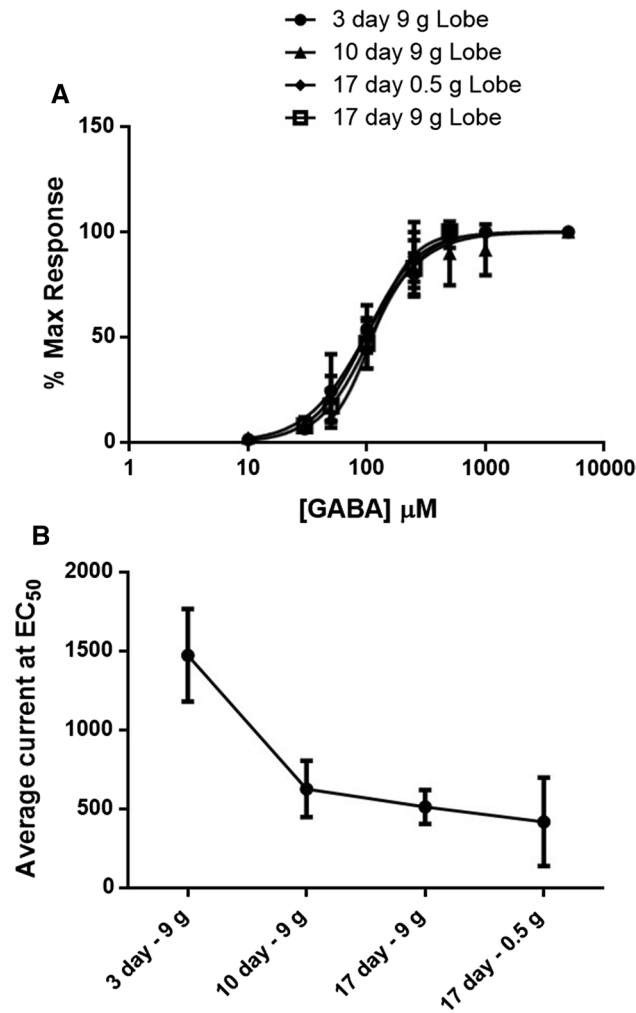 3 day 9 g Lobe
10 day 9 g Lobe
17 day 0.5 g Lobe
17 day 9 g Lobe
A
150
100
50
0
% Max Response
1 10 100 1000 10000
[GABA] μM
B
2000
1500
1000
500
0
Average current at EC50
3 day - 9 g
10 day - 9 g
17 day - 9 g
17 day - 0.5 g